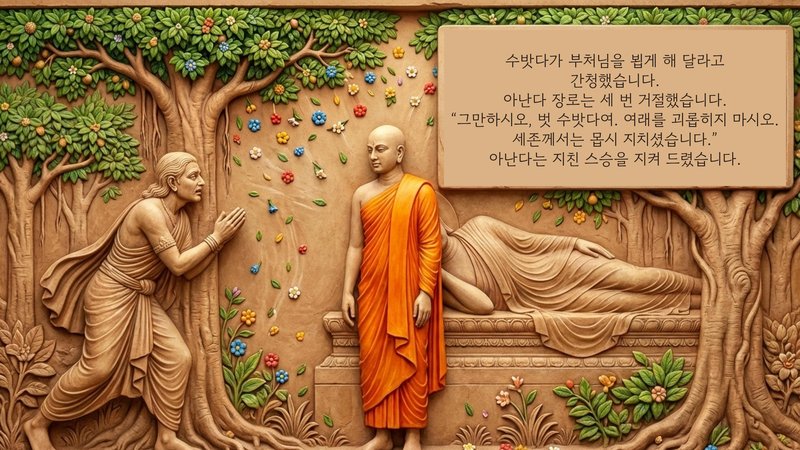 수밧다가 부처님을 뵙게 해 달라고
간청했습니다.
아난다 장로는 세 번 거절했습니다.
“그만하시오, 벗 수밧다여. 여래를 괴롭히지 마시오.
세존께서는 몹시 지치셨습니다.”
아난다는 지친 스승을 지켜 드렸습니다.